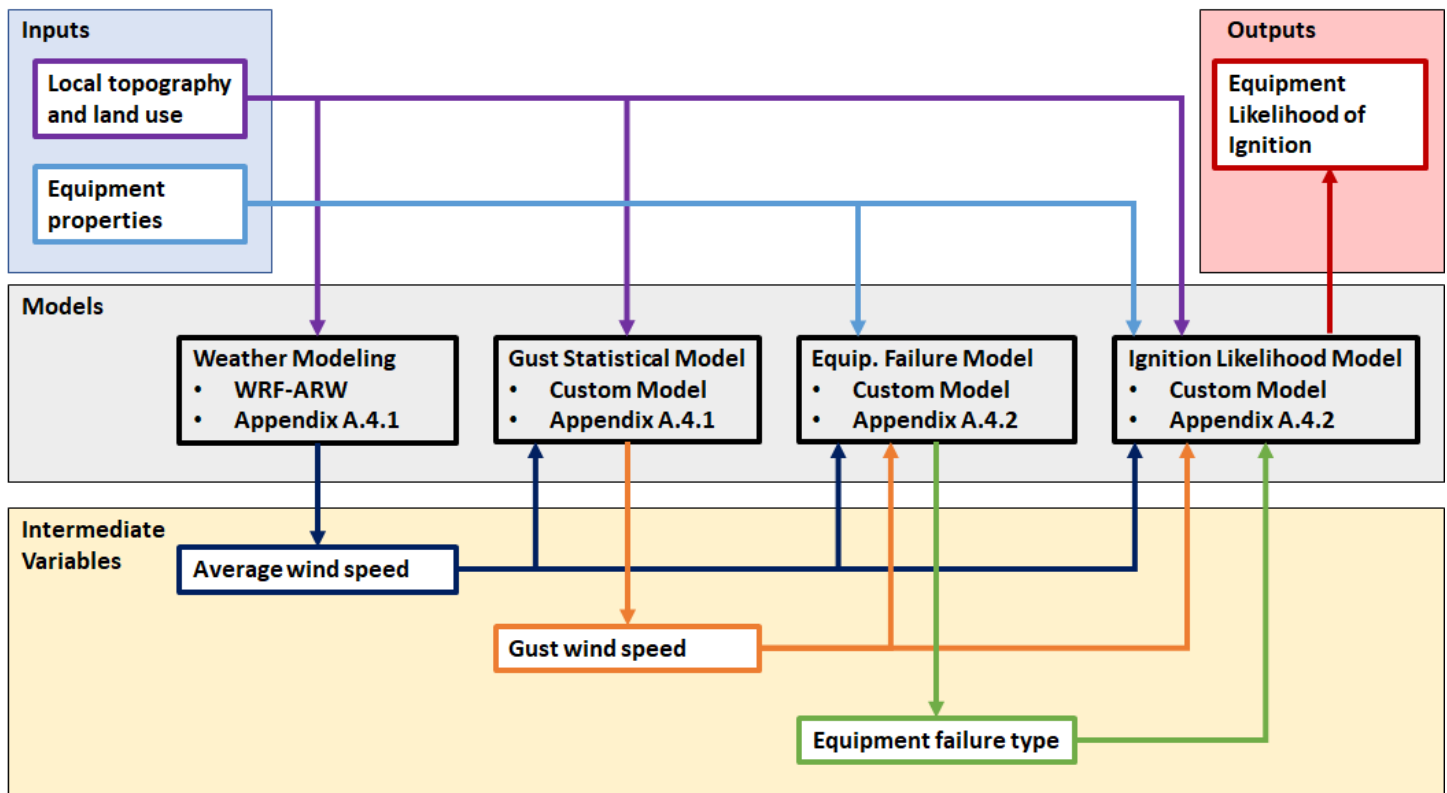 Inputs
Local topography
and land use
Equipment
properties
Outputs
Equipment
Likelihood of
Ignition
Models
Weather Modeling
• WRF-ARW
• Appendix A.4.1
Gust Statistical Model
• Custom Model
• Appendix A.4.1
Equip. Failure Model
• Custom Model
• Appendix A.4.2
Ignition Likelihood Model
• Custom Model
• Appendix A.4.2
Intermediate
Variables
Average wind speed
Gust wind speed
Equipment failure type